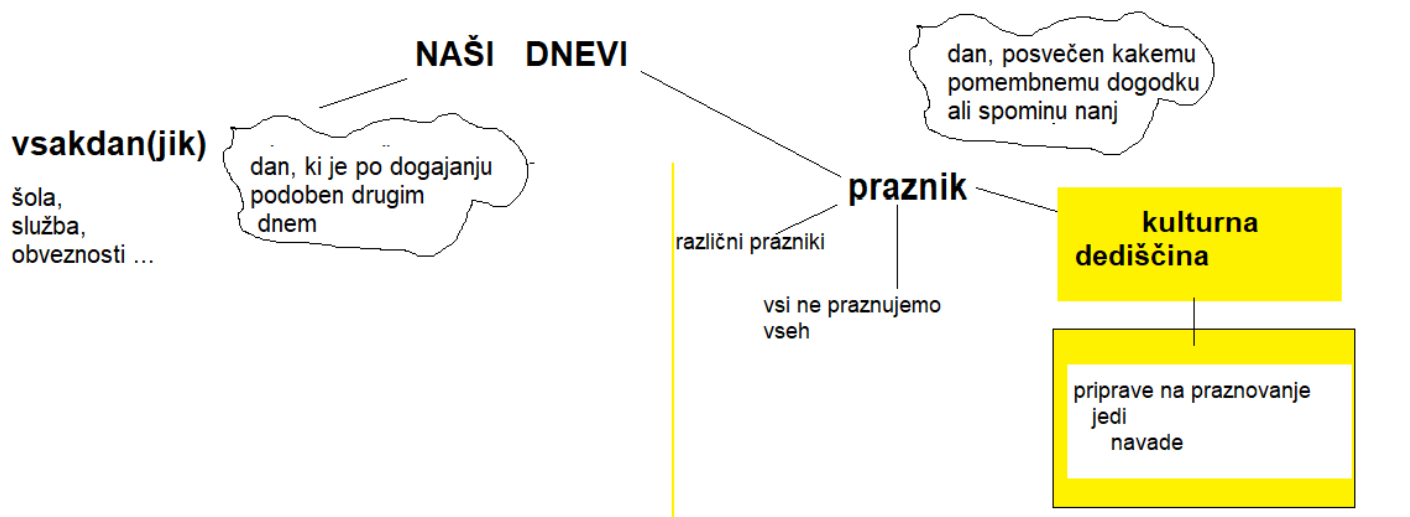 NAŠI DNEVI
dan, posvečen kakemu
pomembnemu dogodku
ali spominu nanj
vsakdan(jik)
dan, ki je po dogajanju
podoben drugim
dnem
šola,
služba,
obveznosti ...
praznik
različni prazniki
vsi ne praznujemo
vseh
kulturna
dediščina
priprave na praznovanje
jedi
navade